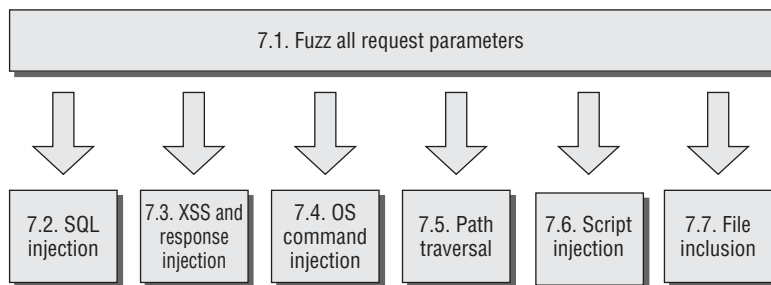 7.1. Fuzz all request parameters
7.2. SQL
injection
7.3. XSS and
response
injection
7.4. OS
command
injection
7.5. Path
traversal
7.6. Script
injection
7.7. File
inclusion